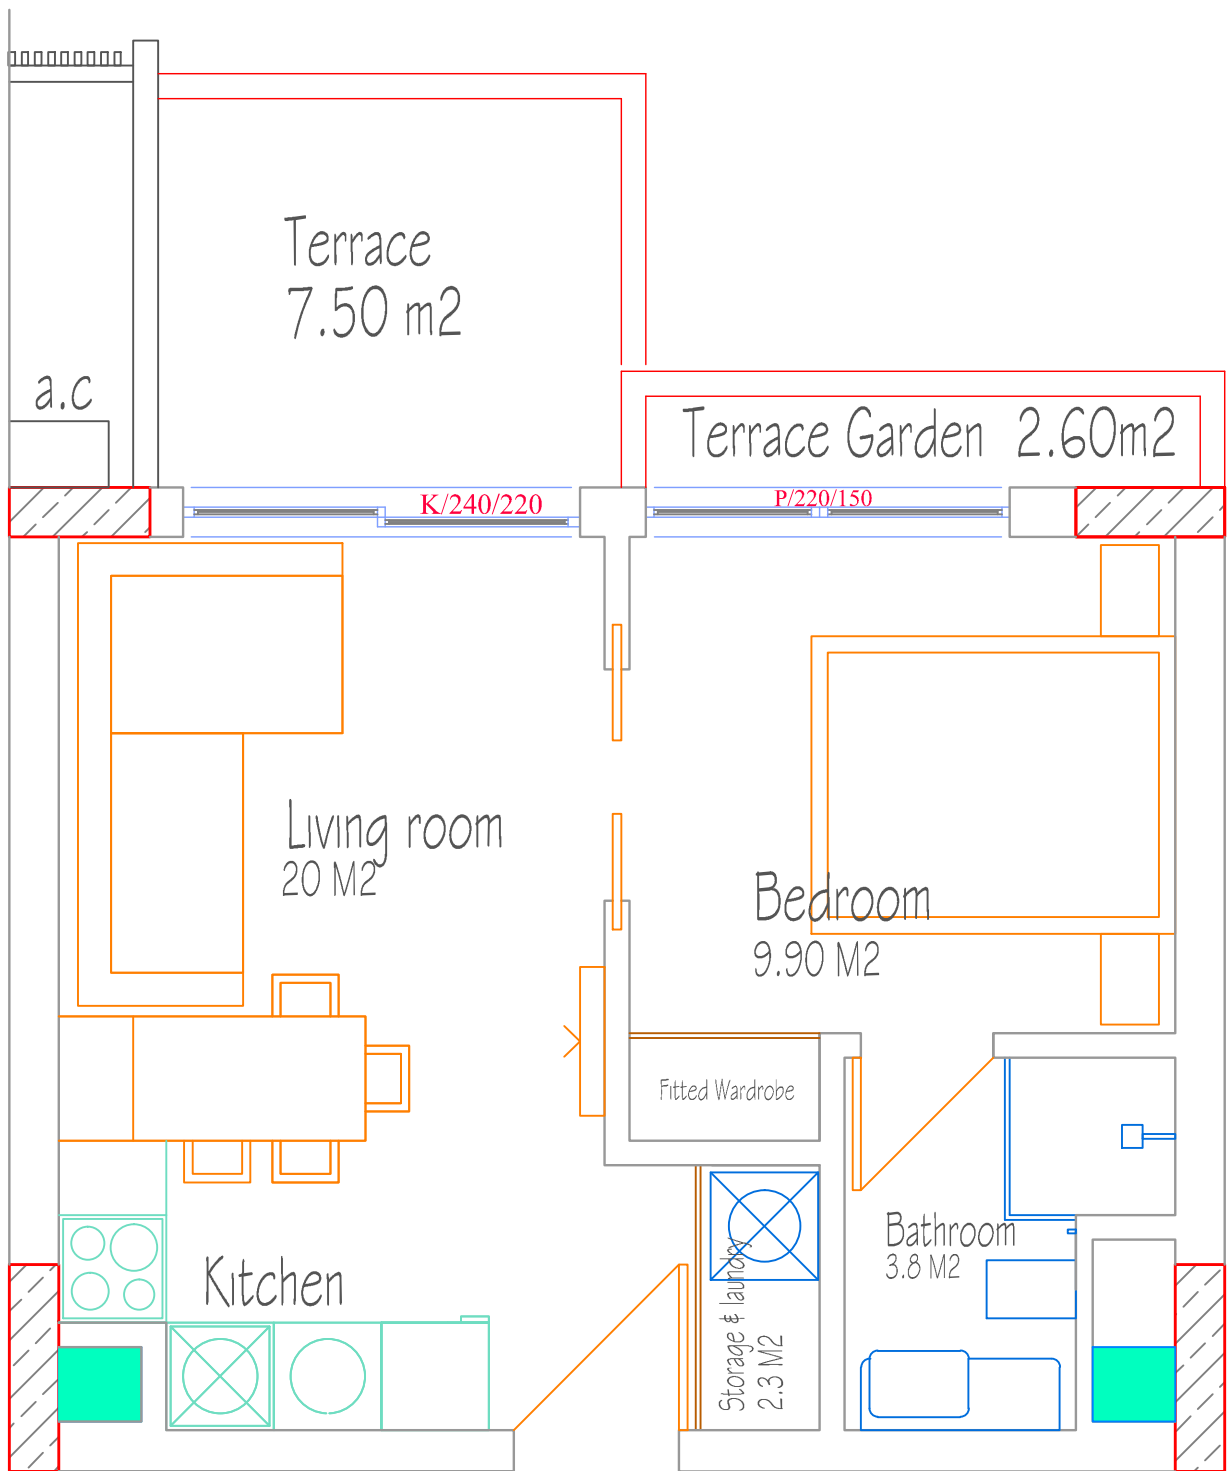 Terrace
7.50 m2
a.c
Terrace Garden 2.60m2
K/240/220
P/220/150
Living room
20 M2
Bedroom
9.90 M2
Fitted Wardrobe
Bathroom
3.8 M2
Kitchen
Storage & laundry
2.3 M2